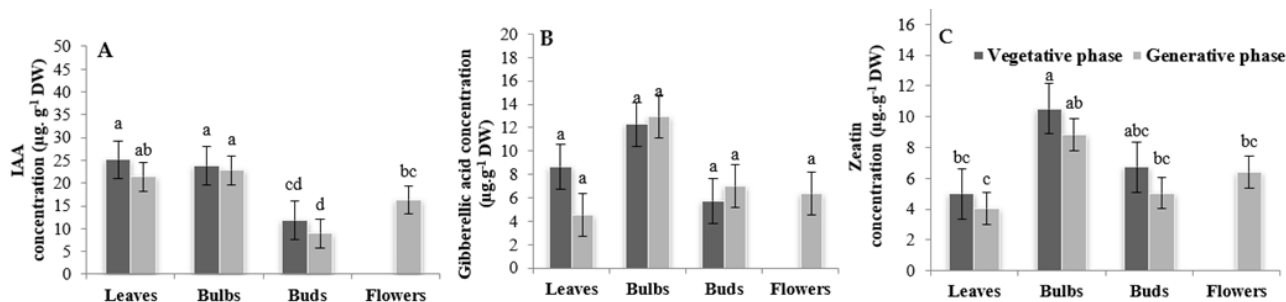 A
IAA
concentration (µg. g-1 DW)
50
45
40
35
30
25
20
15
10
5
0
a
ab
a
a
cd
d
bc
Leaves Bulbs Buds Flowers
B
Gibberellic acid concentration
(µg.g-1 DW)
20
18
16
14
12
10
8
6
4
2
0
a
a
a
a
a
a
a
Leaves Bulbs Buds Flowers
C
Vegetative phase Generative phase
Zeatin
concentration (µg..g-1 DW)
16
14
12
10
8
6
4
2
0
bc
c
a
ab
abc
bc
bc
Leaves Bulbs Buds Flowers